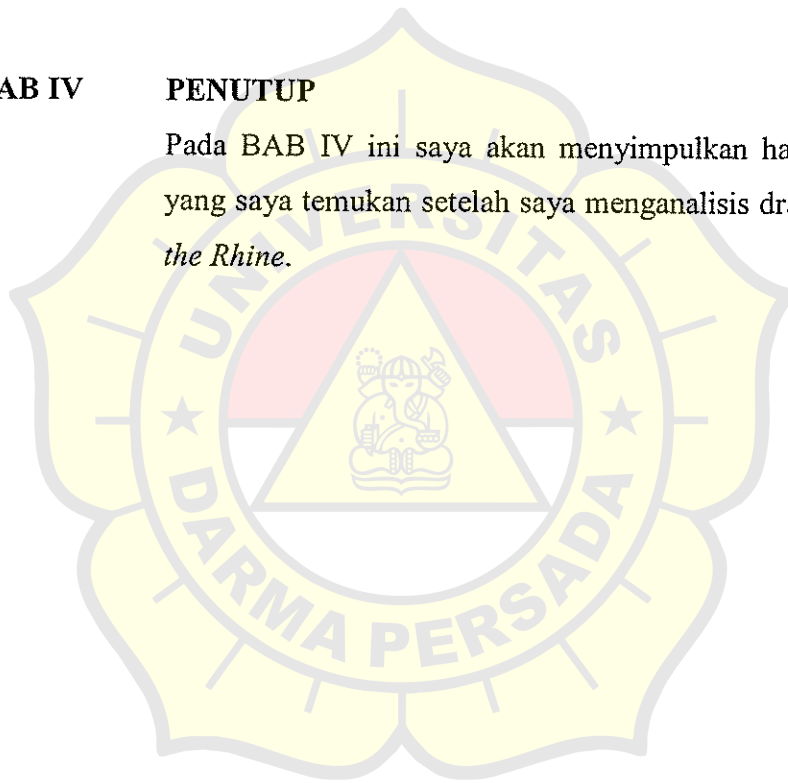 AB IV PENUTUP
Pada BAB IV ini saya akan menyimpulkan ha
yang saya temukan setelah saya menganalisis dr
the Rhine.
UNIVERSITAS
DARMA PERSADA